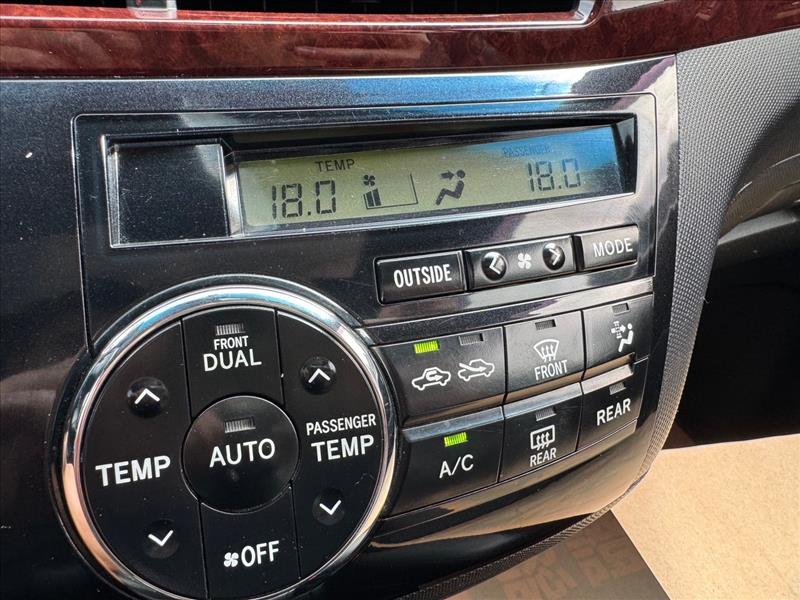 TEMP
PASSENGER
18.0
18.0
OUTSIDE
MODE
FRONT
DUAL
FRONT
PASSENGER
TEMP
TEMP
AUTO
A/C
REAR
REAR
OFF